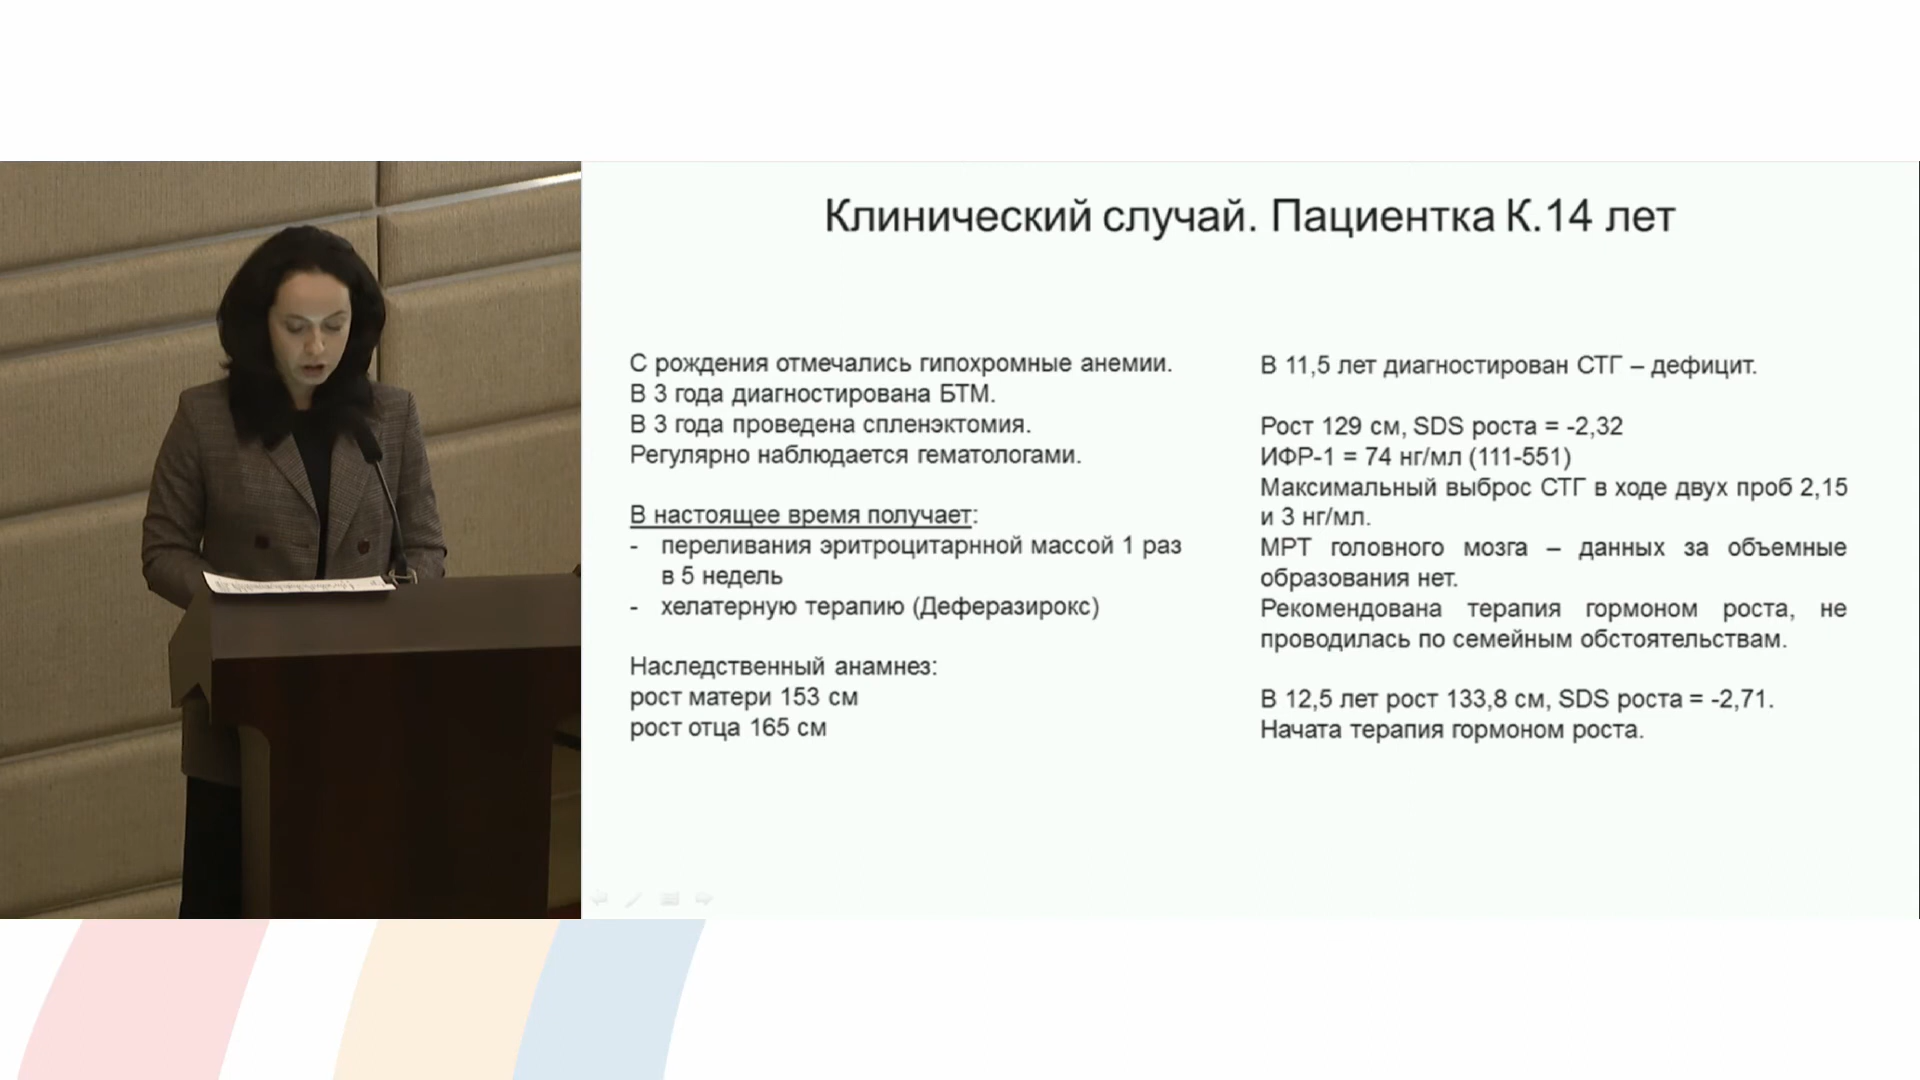 Клинический случай. Пациентка К.14 лет
С рождения отмечались гипохромные анемии.
В 3 года диагностирована БТМ.
В 3 года проведена спленэктомия.
Регулярно наблюдается гематологами.
В настоящее время получает:
- переливания эритроцитарнной массой 1 раз
в 5 недель
- хелатерную терапию (Деферазирокс)
Наследственный анамнез:
рост матери 153 см
рост отца 165 см
В 11,5 лет диагностирован СТГ – дефицит.
Рост 129 см, SDS роста = -2,32
ИФР-1 = 74 нг/мл (111-551)
Максимальный выброс СТГ в ходе двух проб 2,15
и 3 нг/мл.
МРТ головного мозга – данных за объемные
образования нет.
Рекомендована терапия гормоном роста, не
проводилась по семейным обстоятельствам.
В 12,5 лет рост 133,8 см, SDS роста = -2,71.
Начата терапия гормоном роста.